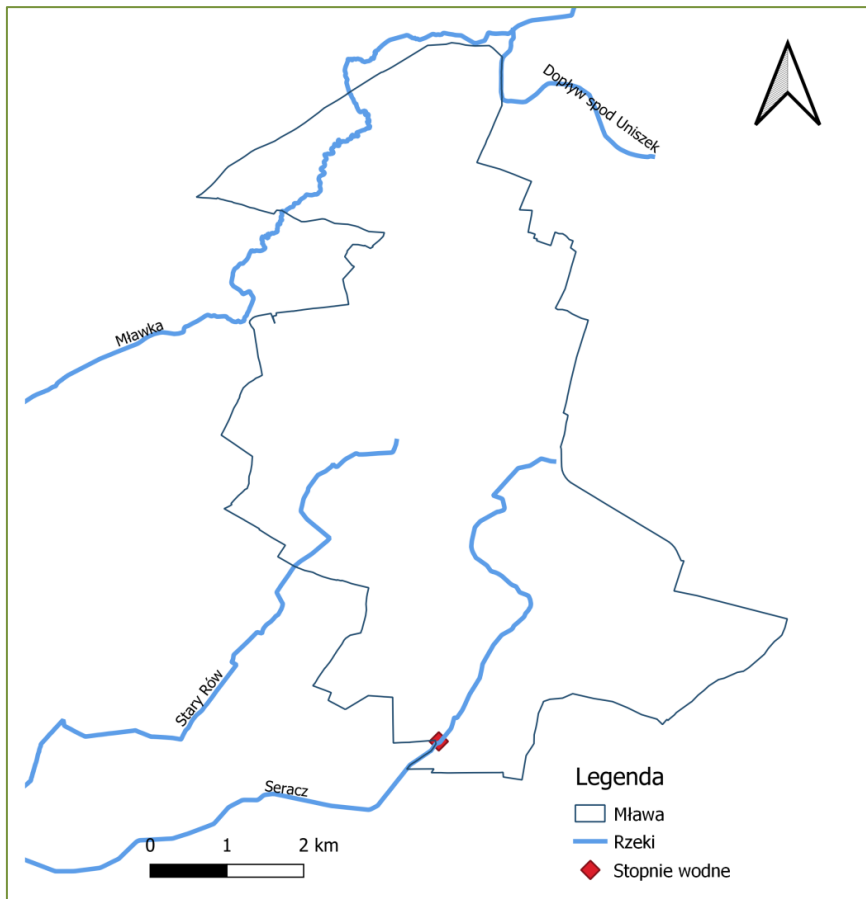 Dopływ spod Uniszek
Mławka
Stary Rów
Seracz
0 1 2 km
Legenda
Mława
Rzeki
Stopnie wodne